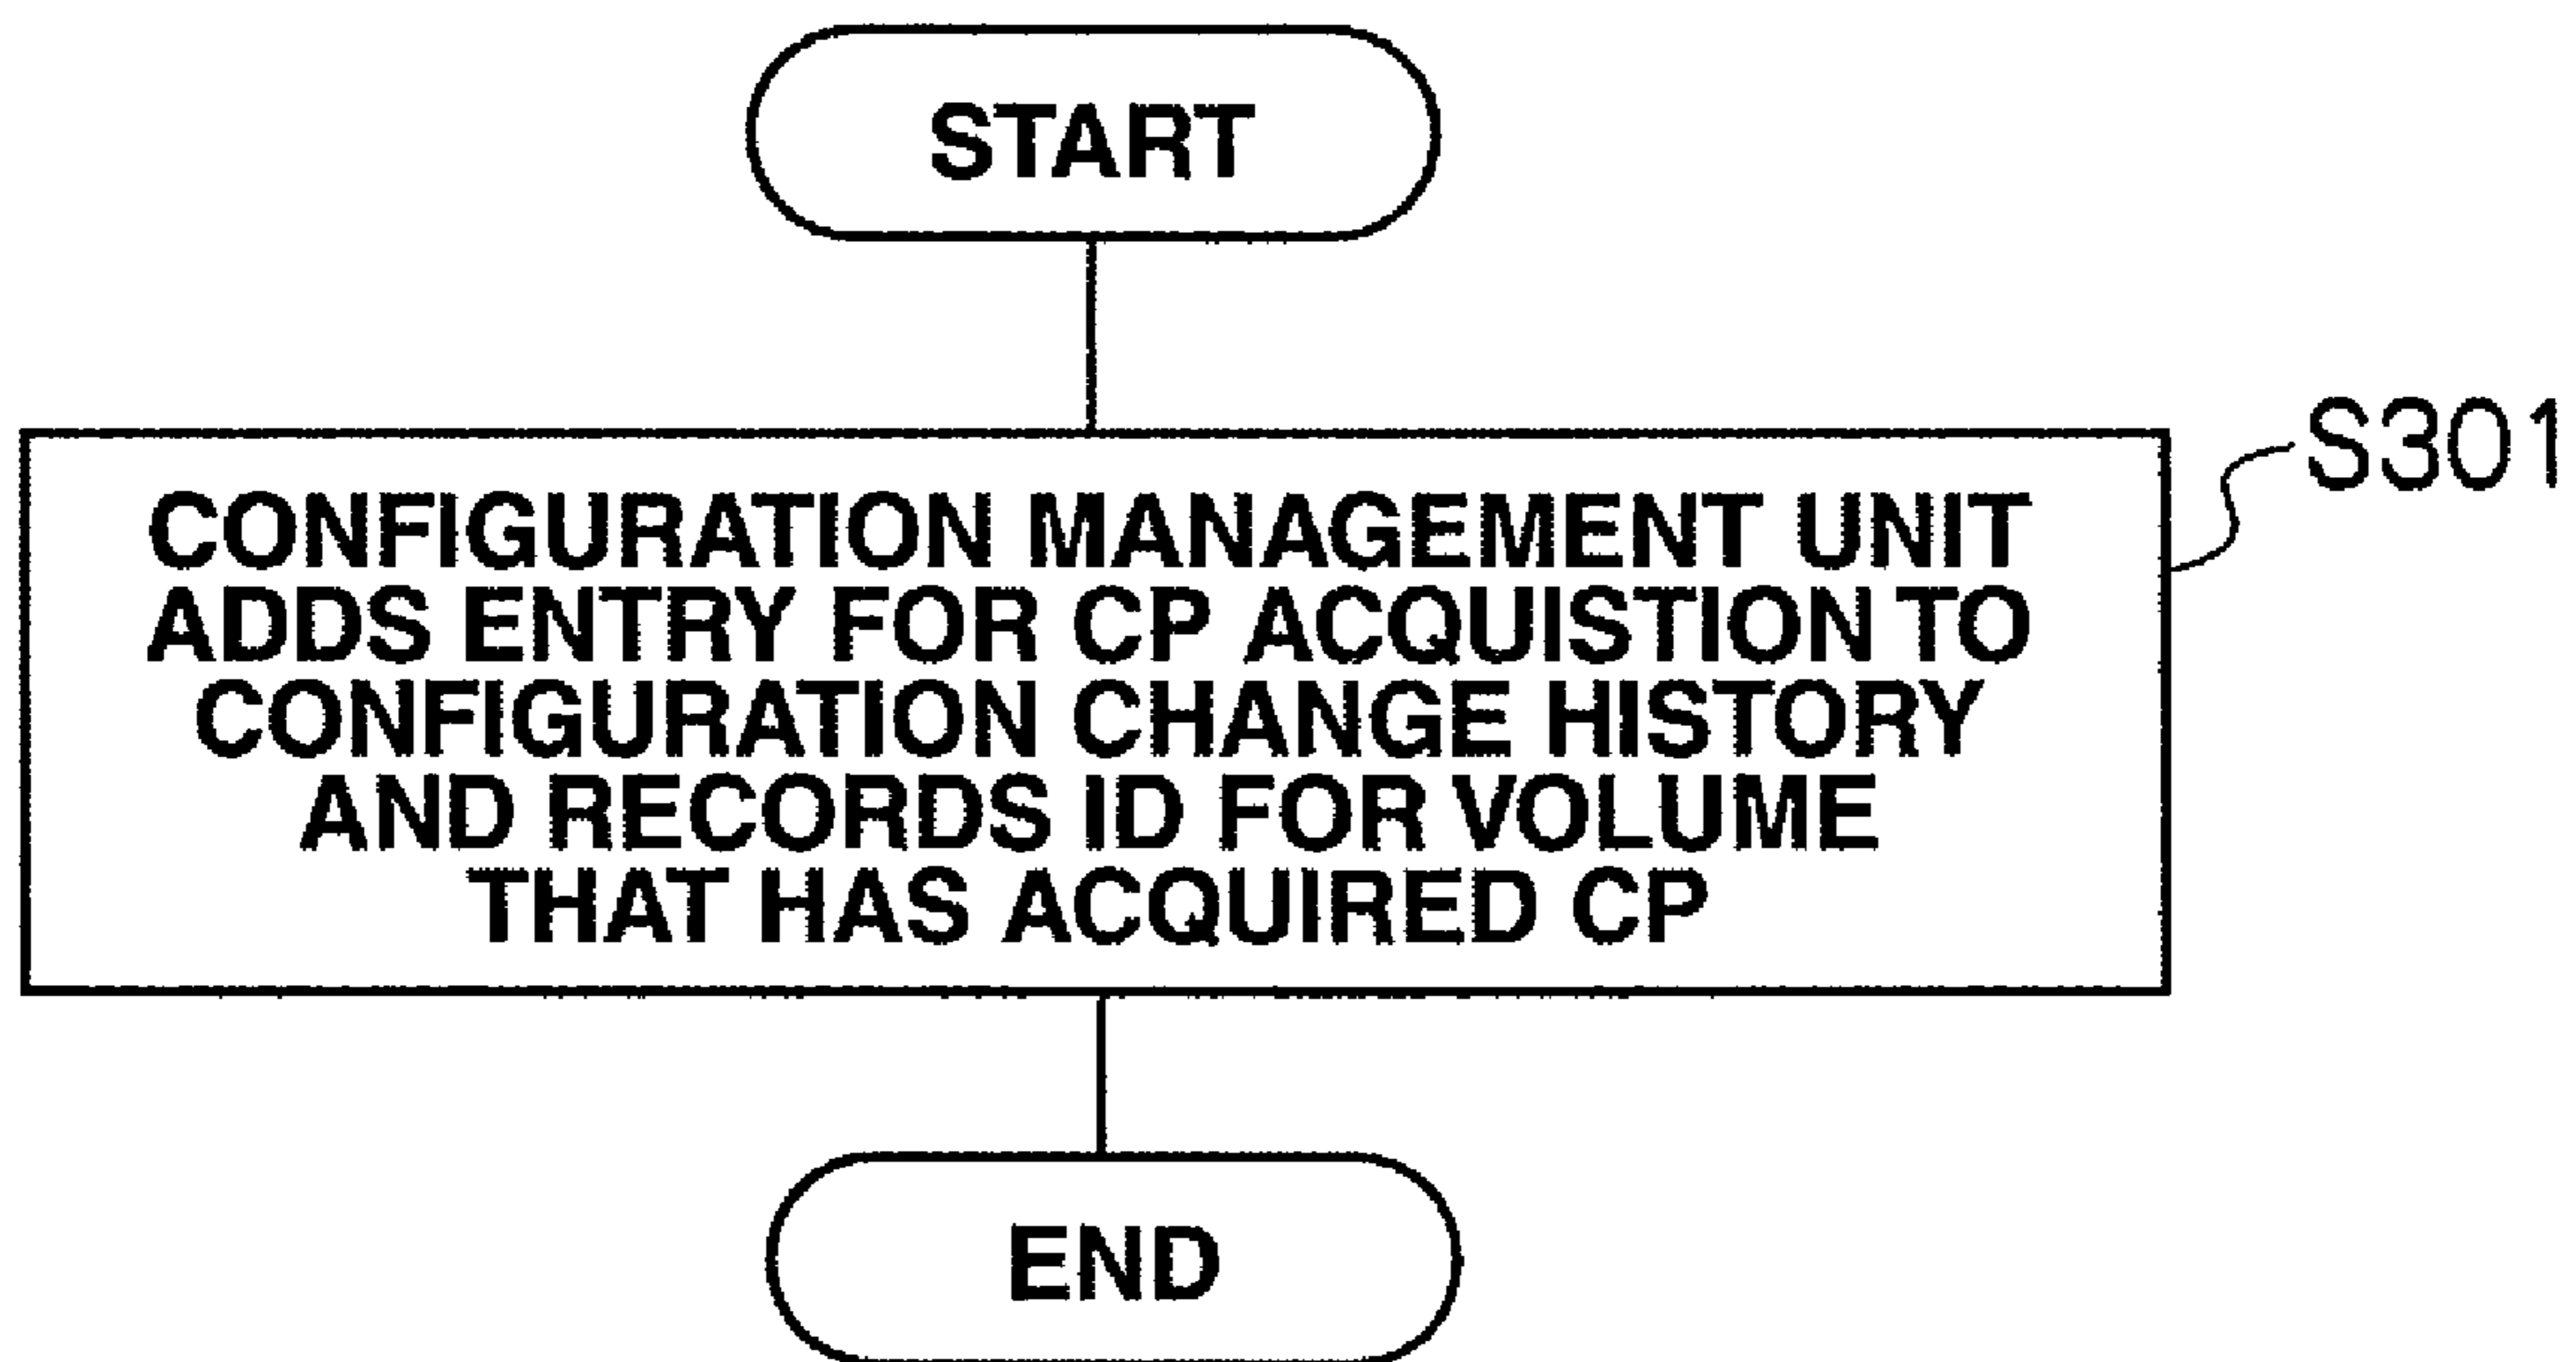 START
S301
CONFIGURATION MANAGEMENT UNIT
ADDS ENTRY FOR CP ACQUISTION TO
CONFIGURATION CHANGE HISTORY
AND RECORDS ID FOR VOLUME
THAT HAS ACQUIRED CP
END